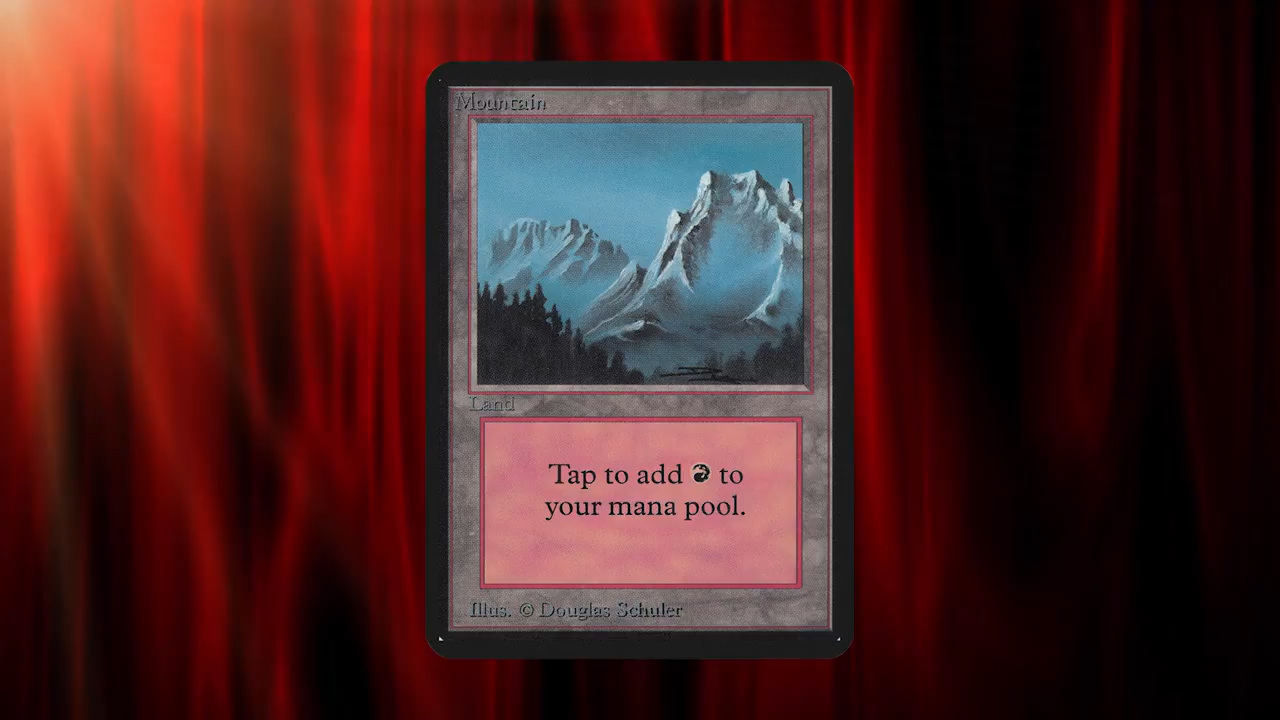 Mountain
Land
Tap to add to
your mana pool.
Illus. © Douglas Schuler